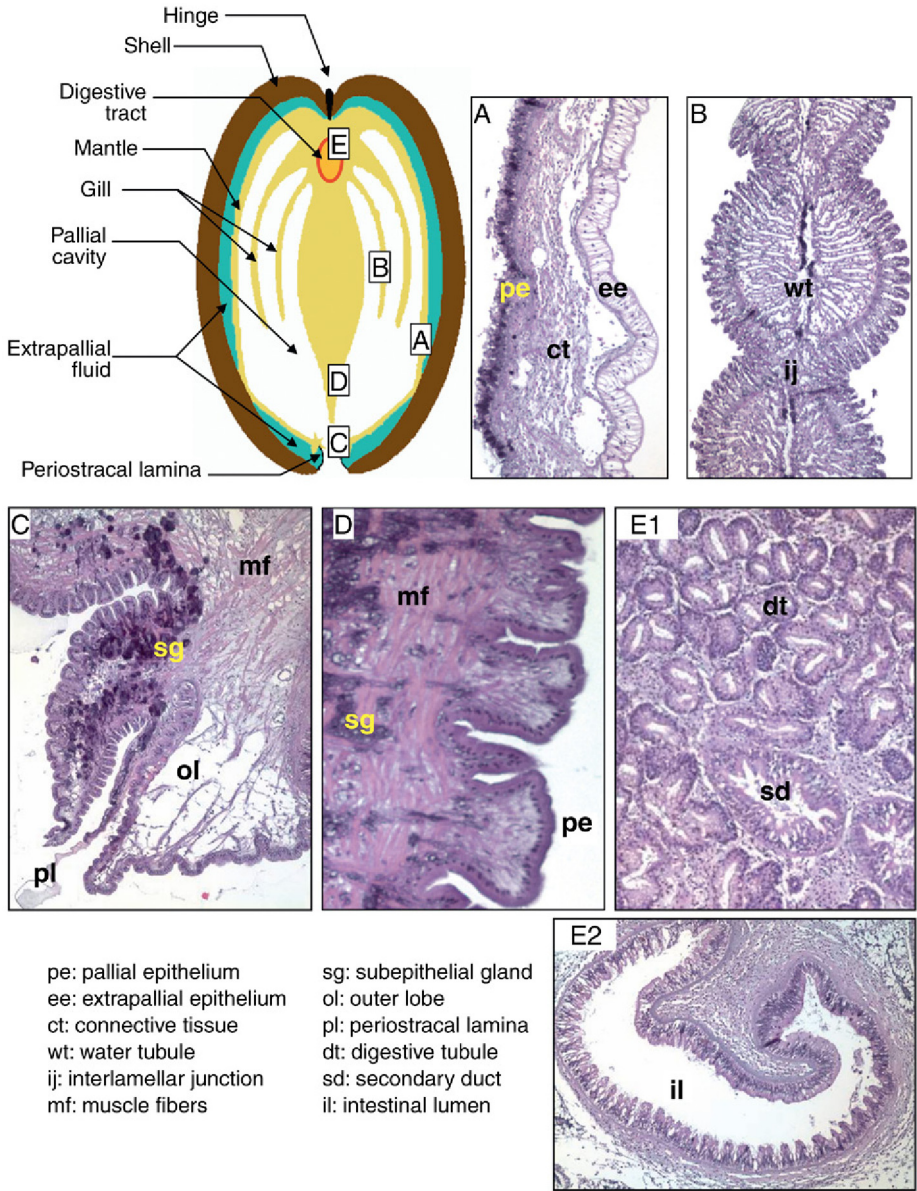 Hinge
Shell
Digestive
tract
Mantle
Gill
Pallial
cavity
Extrapallial
fluid
Periostracal lamina
E
B
A
D
C
A
pe
ct
ee
B
wt
ij
C
mf
sg
ol
pl
D
mf
sg
pe
E1
dt
sd
E2
il
pe: pallial epithelium
ee: extrapallial epithelium
ct: connective tissue
wt: water tubule
ij: interlamellar junction
mf: muscle fibers
sg: subepithelial gland
ol: outer lobe
pl: periostracal lamina
dt: digestive tubule
sd: secondary duct
il: intestinal lumen